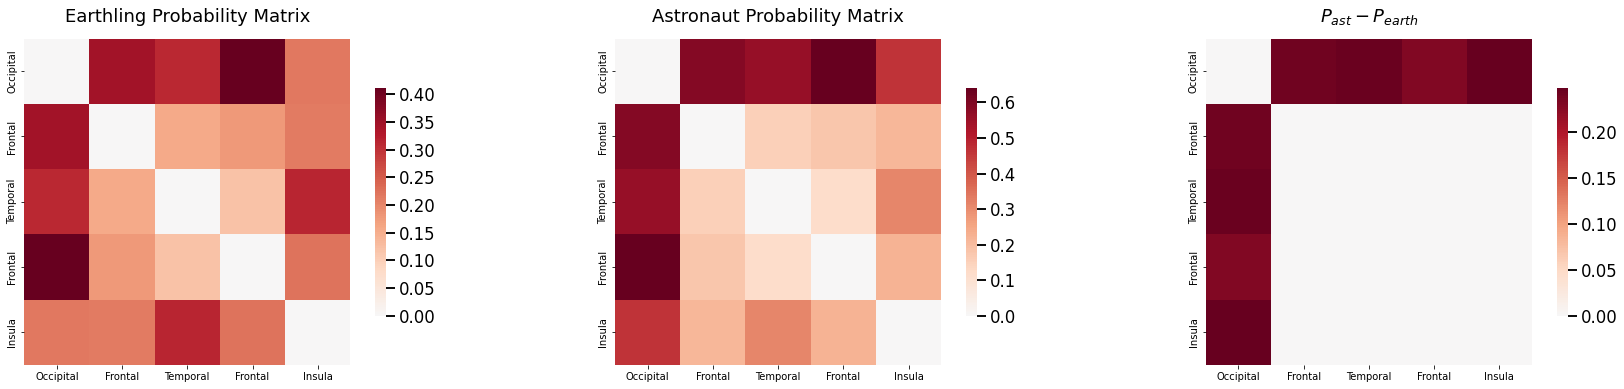 Earthling Probability Matrix
Occipital
Frontal
Temporal
Frontal
Insula
Occipital Frontal Temporal Frontal Insula
0.40
0.35
0.30
0.25
0.20
0.15
0.10
0.05
0.00
Astronaut Probability Matrix
Occipital
Frontal
Temporal
Frontal
Insula
Occipital Frontal Temporal Frontal Insula
0.6
0.5
0.4
0.3
0.2
0.1
0.0
P_{ast} − P_{earth}
Occipital
Frontal
Temporal
Frontal
Insula
Occipital Frontal Temporal Frontal Insula
0.20
0.15
0.10
0.05
0.00